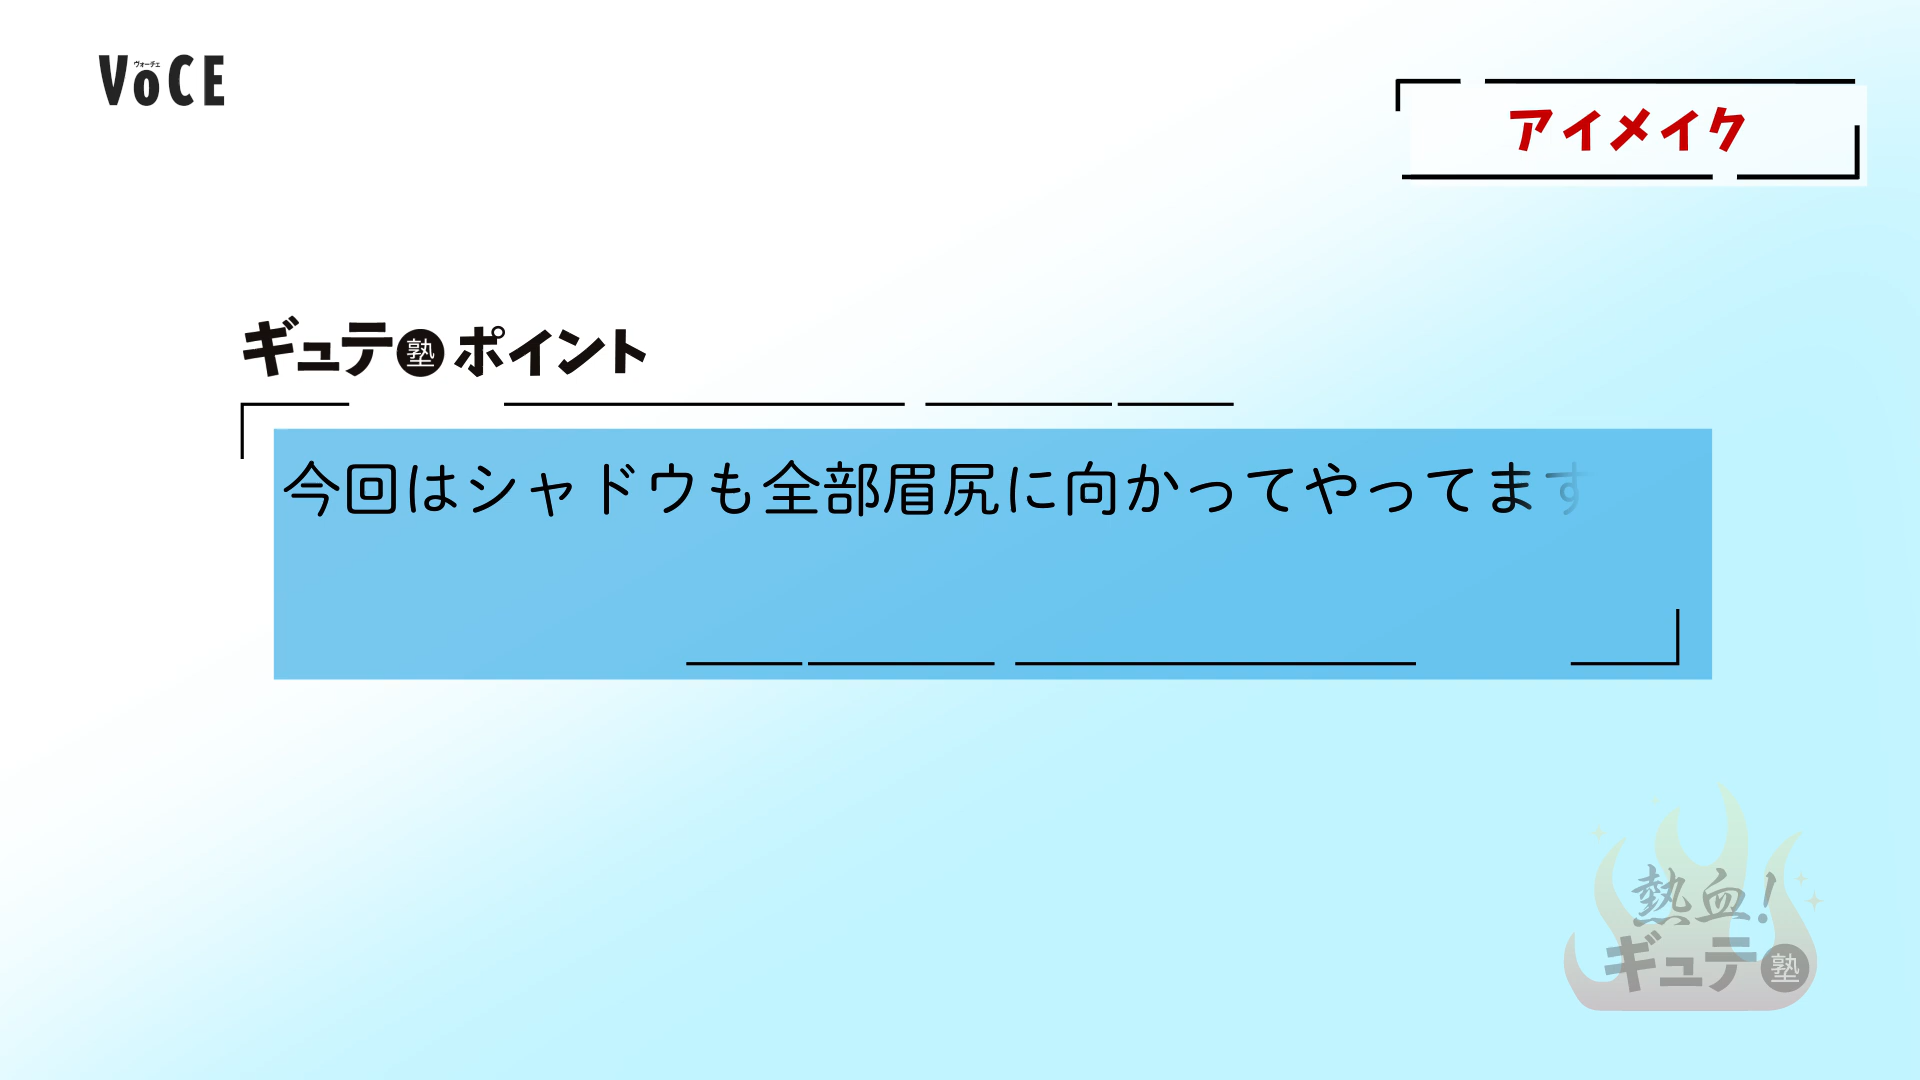 VOCE
ヴォーチェ
アイメイク
ギュテ塾ポイント
今回はシャドウも全部眉尻に向かってやってます
熱血!
ギュテ塾